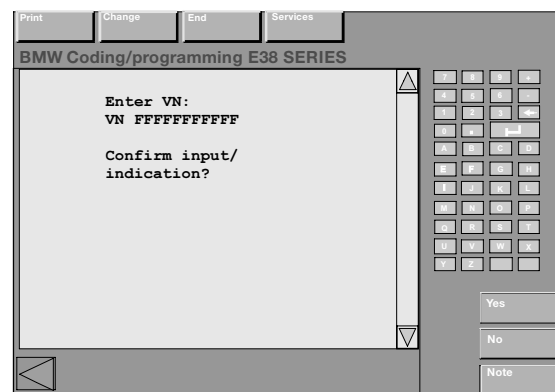 Print Change End Services
BMW Coding/programming E38 SERIES
Enter VN:
VN FFFFFFFFFFF
Confirm input/
indication?
7 8 9 +
4 5 6 -
1 2 3
0 .
A B C D
E F G H
I J K L
M N O P
Q R S T
U V W X
Y Z
Yes
No
Note